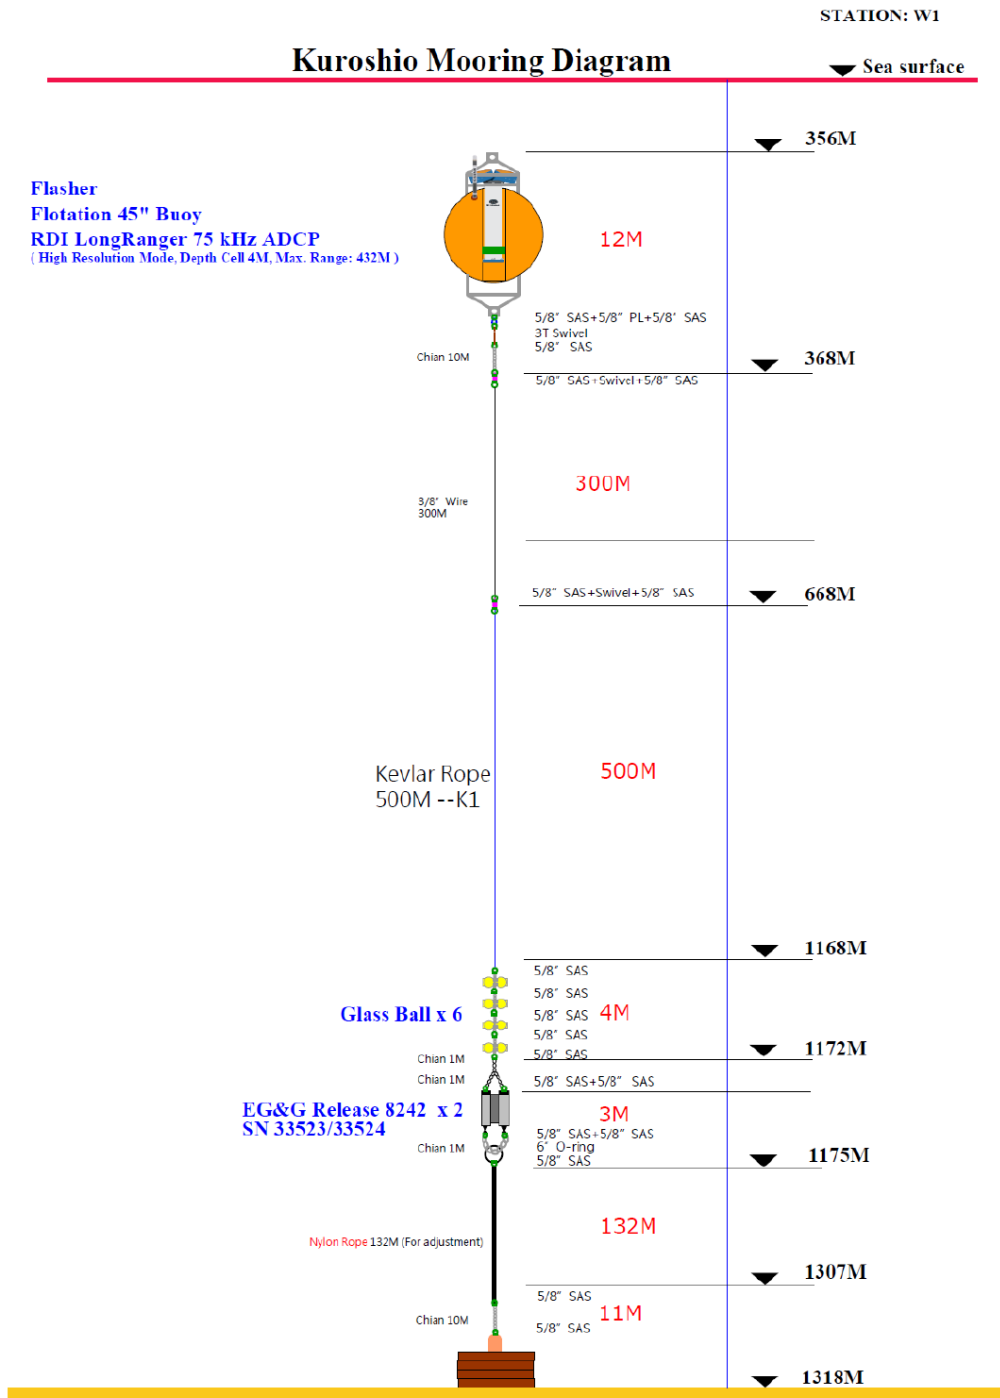 STATION: W1
Kuroshio Mooring Diagram
Sea surface
356M
Flasher
Flotation 45" Buoy
RDI LongRanger 75 kHz ADCP
( High Resolution Mode, Depth Cell 4M, Max. Range: 432M )
12M
5/8" SAS+5/8" PL+5/8" SAS
3T Swivel
5/8" SAS
Chian 10M
368M
5/8" SAS+Swivel+5/8" SAS
300M
3/8" Wire
300M
5/8" SAS+Swivel+5/8" SAS
668M
Kevlar Rope
500M --K1
500M
1168M
5/8" SAS
5/8" SAS
Glass Ball x 6
5/8" SAS
4M
5/8" SAS
1172M
Chian 1M
5/8" SAS
Chian 1M
5/8" SAS+5/8" SAS
EG&G Release 8242 x 2
SN 33523/33524
3M
5/8" SAS+5/8" SAS
6" O-ring
5/8" SAS
Chian 1M
1175M
132M
Nylon Rope 132M (For adjustment)
1307M
5/8" SAS
11M
Chian 10M
5/8" SAS
1318M